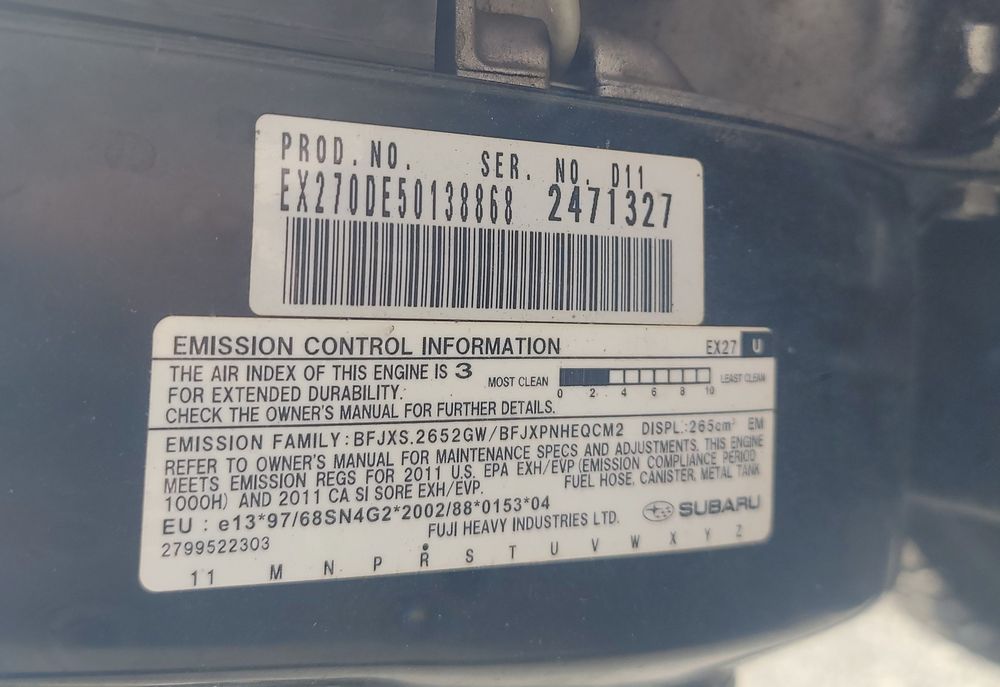 PROD. NO. SER. NO. D11
EX270DE50138868 2471327
EMISSION CONTROL INFORMATION EX27 U
THE AIR INDEX OF THIS ENGINE IS 3
FOR EXTENDED DURABILITY.
CHECK THE OWNER'S MANUAL FOR FURTHER DETAILS.
MOST CLEAN LEAST CLEAN
0 2 4 6 8 10
EMISSION FAMILY: BFJXS.2652GW/BFJXPNHEQCM2 DISPL.:265cm³ EM
REFER TO OWNER'S MANUAL FOR MAINTENANCE SPECS AND ADJUSTMENTS. THIS ENGINE
MEETS EMISSION REGS FOR 2011 U.S. EPA EXH/EVP (EMISSION COMPLIANCE PERIOD
1000H) AND 2011 CA SI SORE EXH/EVP. FUEL HOSE, CANISTER, METAL TANK
EU : e13*97/68SN4G2*2002/88*0153*04
SUBARU
2799522303 FUJI HEAVY INDUSTRIES LTD.
11 M N P R S T U V W X Y Z